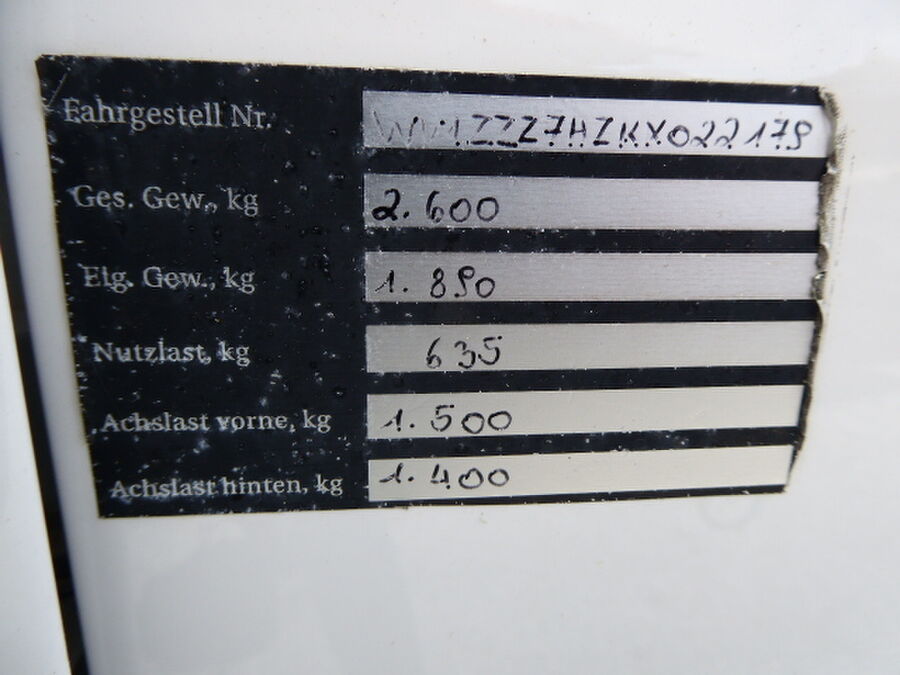 Fahrgestell Nr. WV1ZZZ7HZKX022179
Ges. Gew., kg 2.600
Eig. Gew., kg 1.890
Nutzlast, kg 635
Achslast vorne, kg 1.500
Achslast hinten, kg 1.400